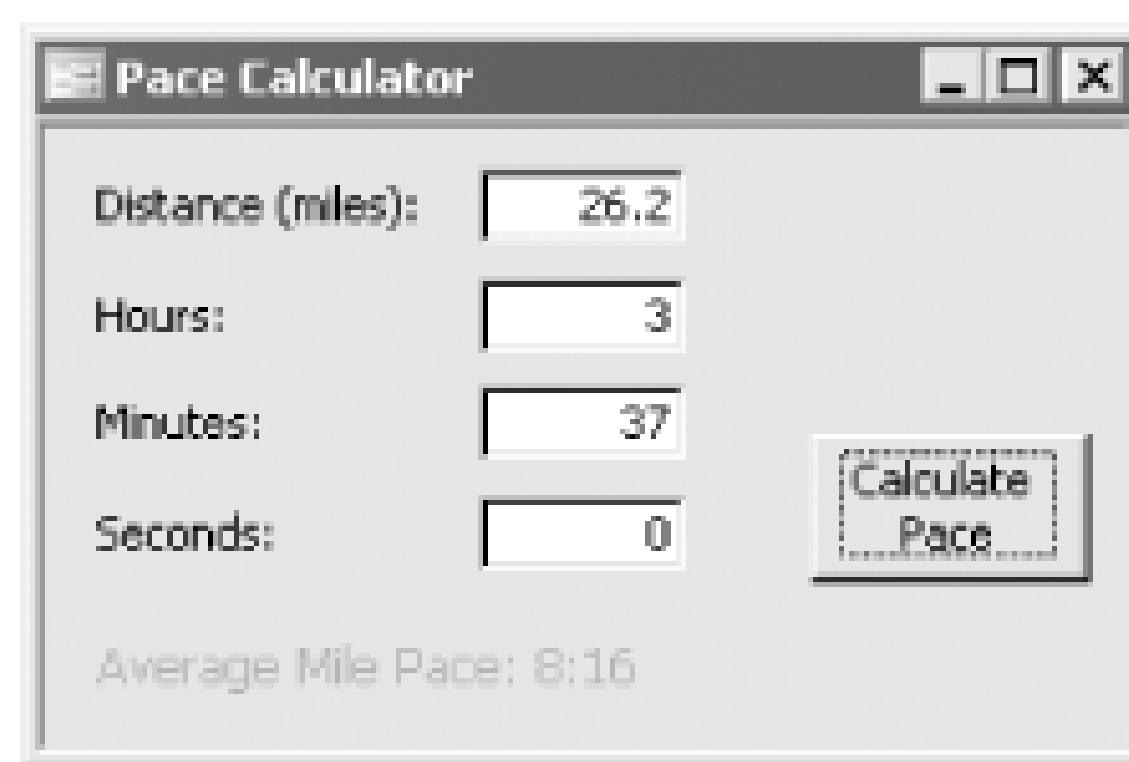 Pace Calculator
Distance (miles): 26.2
Hours: 3
Minutes: 37
Seconds: 0
Calculate
Pace
Average Mile Pace: 8:16